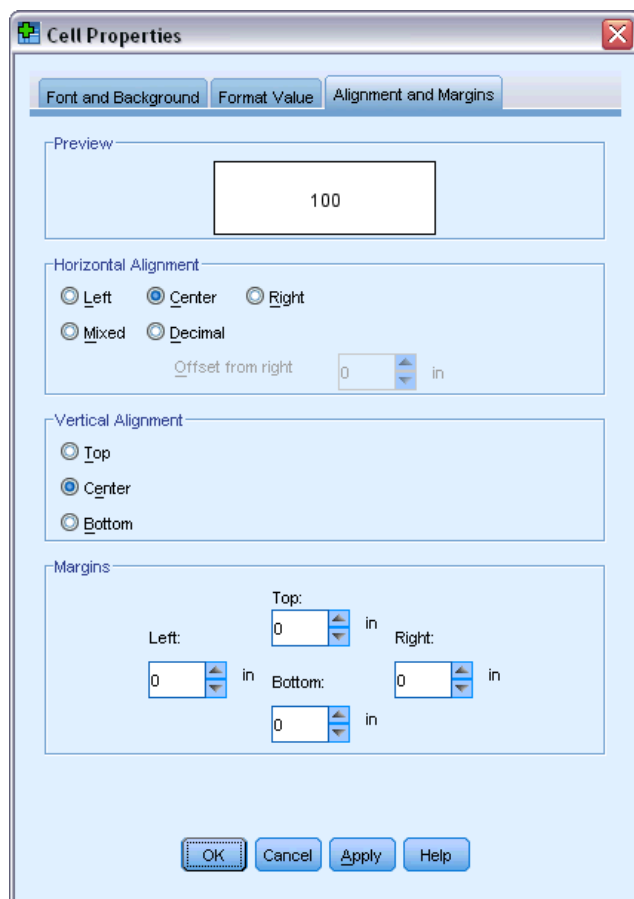 Cell Properties
Font and Background Format Value Alignment and Margins
Preview
100
Horizontal Alignment
Left Center Right
Mixed Decimal
Offset from right 0 in
Vertical Alignment
Top
Center
Bottom
Margins
Top:
0 in
Left:
0 in
Right:
0 in
Bottom:
0 in
OK Cancel Apply Help